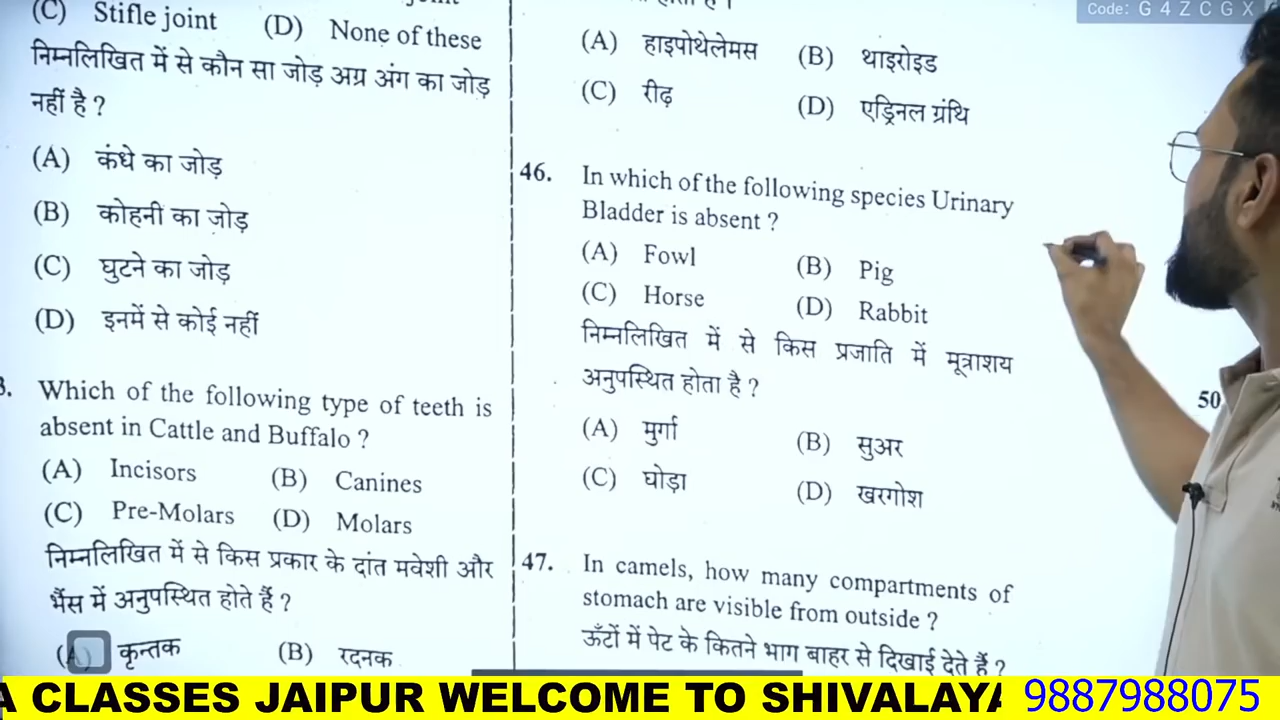 (C) Stifle joint (D) None of these
निम्नलिखित में से कौन सा जोड़ अग्र अंग का जोड़
नहीं है ?
(A) कंधे का जोड़
(B) कोहनी का जोड़
(C) घुटने का जोड़
(D) इनमें से कोई नहीं
3. Which of the following type of teeth is
absent in Cattle and Buffalo ?
(A) Incisors (B) Canines
(C) Pre-Molars (D) Molars
निम्नलिखित में से किस प्रकार के दांत मवेशी और
भैंस में अनुपस्थित होते हैं ?
(A) कृन्तक (B) रदनक
(A) हाइपोथेलेमस (B) थाइरोइड
(C) रीढ़ (D) एड्रिनल ग्रंथि
46. In which of the following species Urinary
Bladder is absent ?
(A) Fowl (B) Pig
(C) Horse (D) Rabbit
निम्नलिखित में से किस प्रजाति में मूत्राशय
अनुपस्थित होता है ?
(A) मुर्गा (B) सुअर
(C) घोड़ा (D) खरगोश
47. In camels, how many compartments of
stomach are visible from outside ?
ऊँटों में पेट के कितने भाग बाहर से दिखाई देते हैं ?
Code: G 4 Z C G X
50
A CLASSES JAIPUR WELCOME TO SHIVALAYA 9887988075